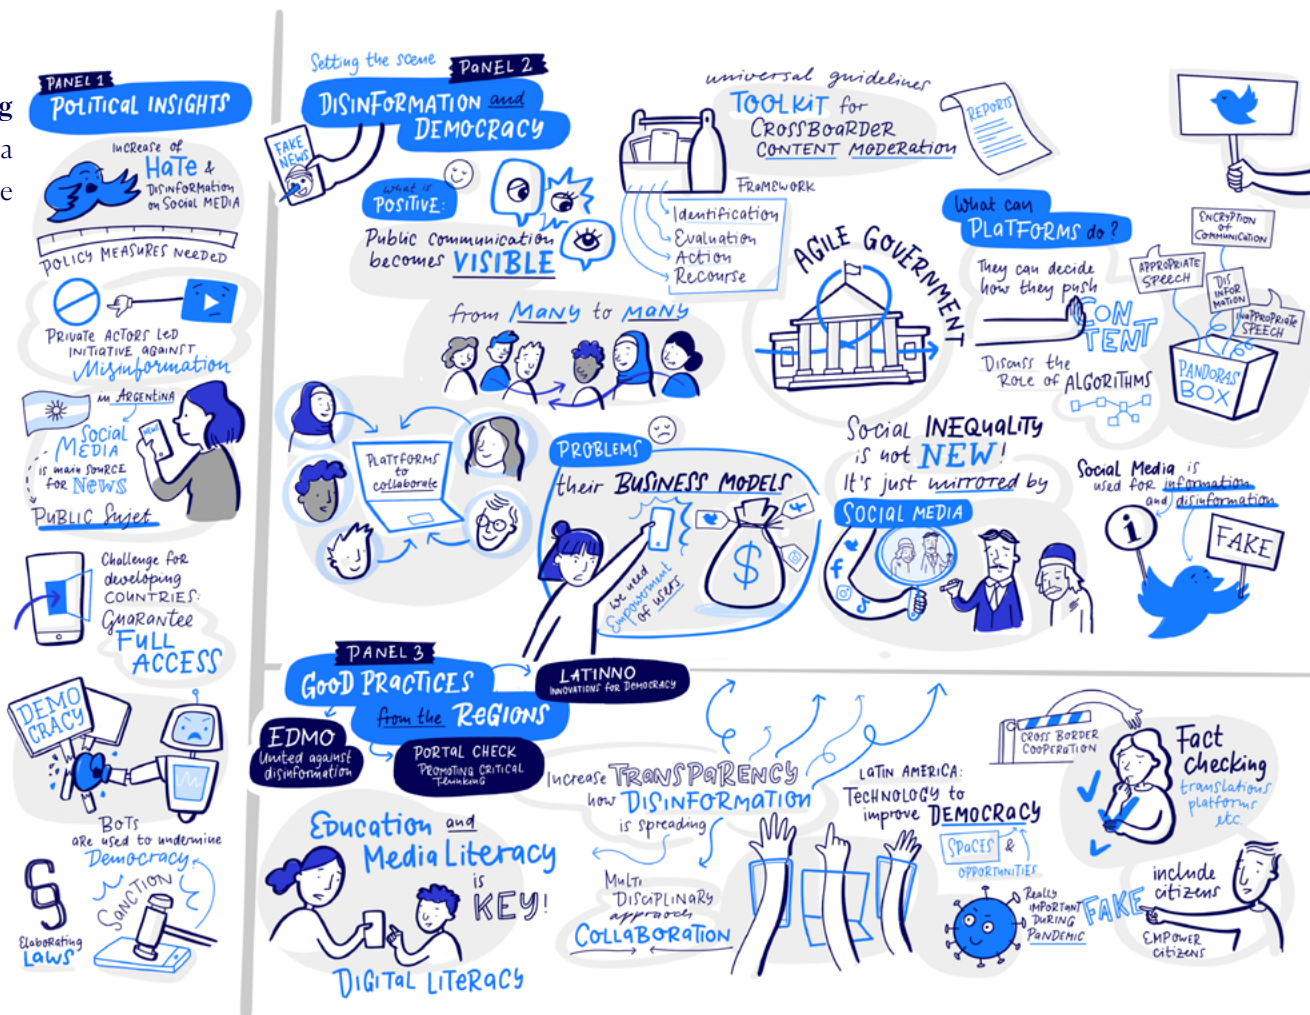 g
a
e
PANEL 1
POLITICAL INSIGHTS
INCREASE of
HATE &
DISINFORMATION
on Social MEDIA
POLICY MEASURES NEEDED
PRIVATE ACTORS LED
INITIATIVE AGAINST
Misinformation
in ARGENTINA
NEWS
Social
MEDIA
is main source
for News
PUBLIC Sujet
Challenge for
developing
COUNTRIES:
Guarantee
FULL
ACCESS
DEMO
CRACY
BOTS
are used to undermine
Democracy
SANCTION
§
Elaborating
LAWS
Setting the scene
PANEL 2
DISINFORMATION and
DEMOCRACY
FAKE
NEWS
what is
POSITIVE:
Public communication
becomes VISIBLE
from MANY to MANY
PLATTFORMS
to
collaborate
universal guidelines
TOOLKIT for
CROSSBOARDER
CONTENT MODERATION
FRAMEWORK
Identification
Evaluation
Action
Recourse
REPORTS
AGILE GOVERNMENT
What can
PLATFORMS do?
They can decide
how they push
CON
TENT
Discuss the
Role of ALGORITHMS
ENCRYPTION
of
COMMUNICATION
APPROPRIATE
SPEECH
DIS
INFOR
MATION
INAPPROPRIATE
SPEECH
PANDORAS
BOX
PROBLEMS
their BUSINESS MODELS
$
we need
Empowerment
of users
Social INEQUALITY
is not NEW!
It's just mirrored by
SOCIAL MEDIA
Social Media is
used for information
and disinformation
i
FAKE
PANEL 3
GOOD PRACTICES
from the REGIONS
LATINNO
INNOVATIONS for DEMOCRACY
EDMO
United against
disinformation
PORTAL CHECK
PROMOTING CRITICAL
Thinking
Education and
Media Literacy
is
KEY!
DIGITAL LITERACY
Increase TRANSPARENCY
how DISINFORMATION
is spreading
MULTI
DISCIPLINARY
approach
COLLABORATION
LATIN AMERICA:
TECHNOLOGY to
improve DEMOCRACY
SPACES &
OPPORTUNITIES
CROSS BORDER
COOPERATION
Fact
checking
translations
platforms
etc.
Really
IMPORTANT
DURING
PANDEMIC
FAKE
include
citizens
EMPOWER
citizens